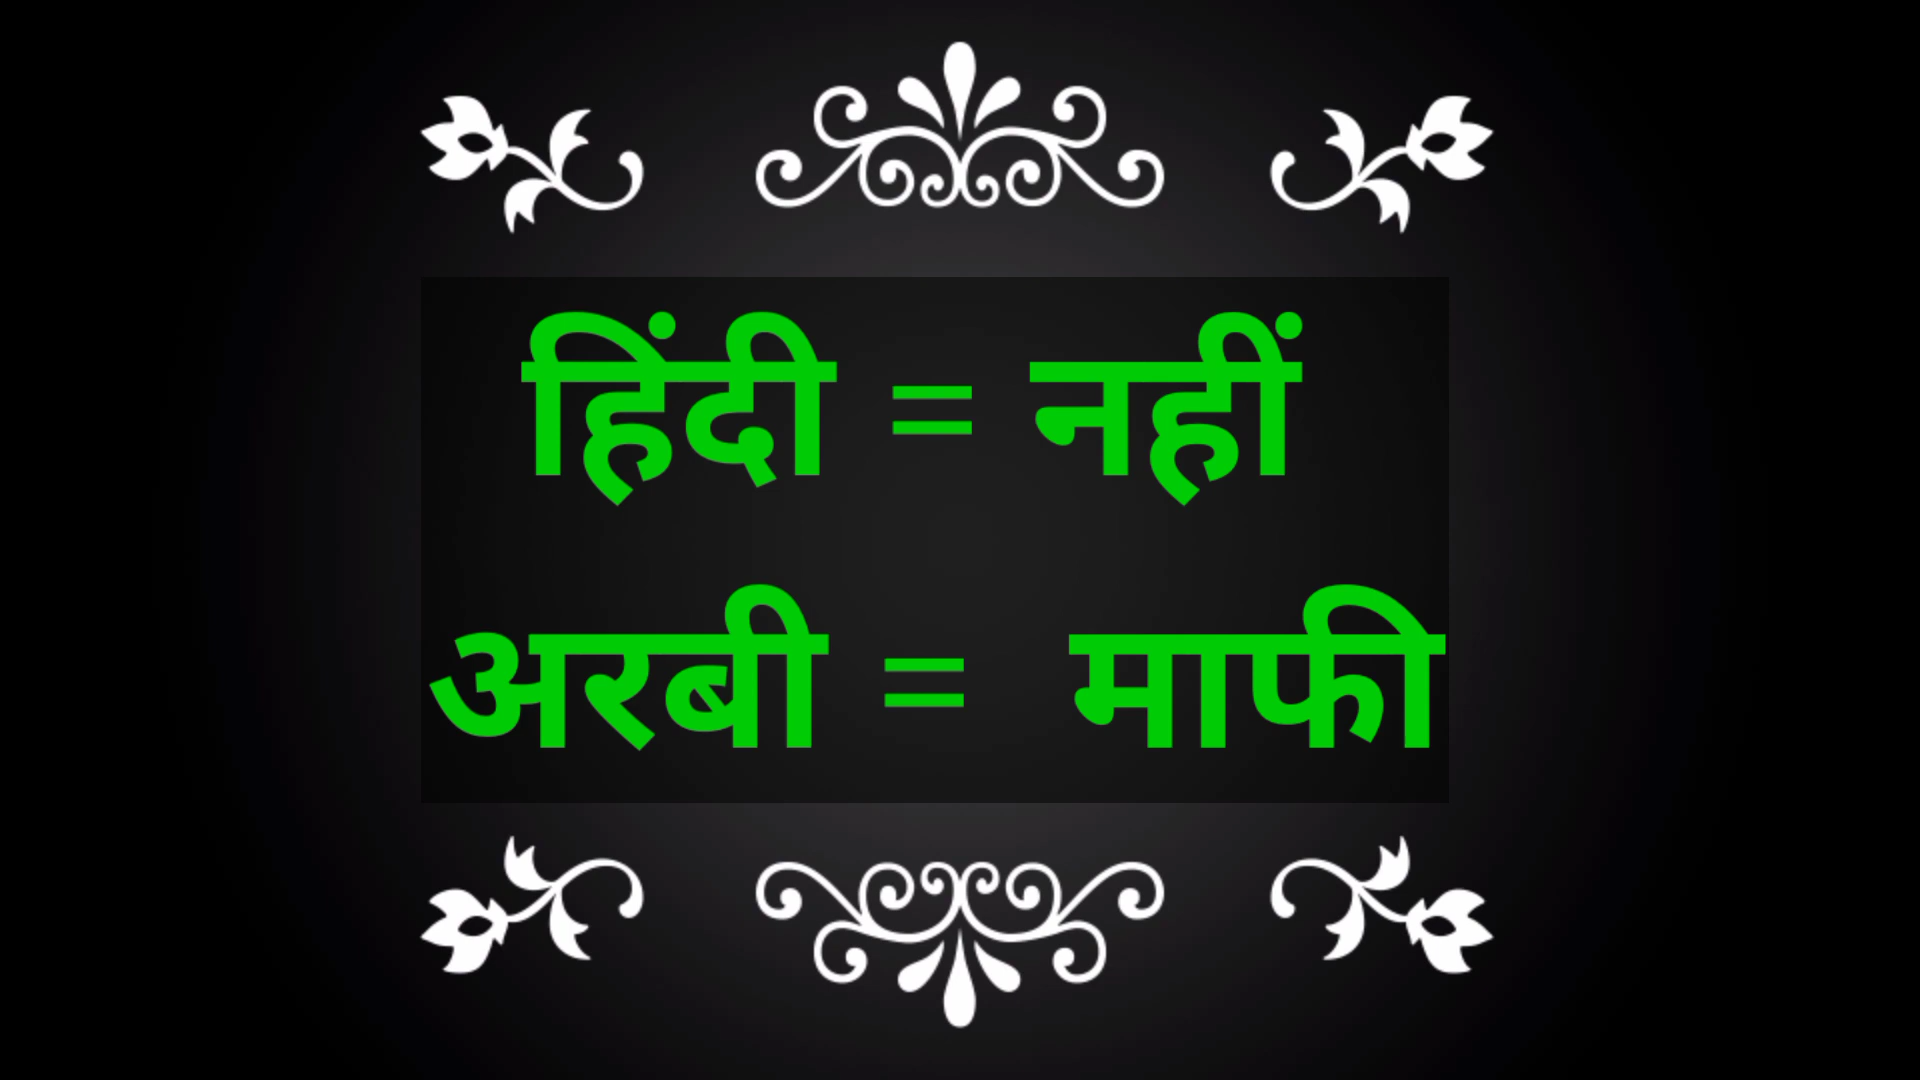 हिंदी = नहीं
अरबी = माफी